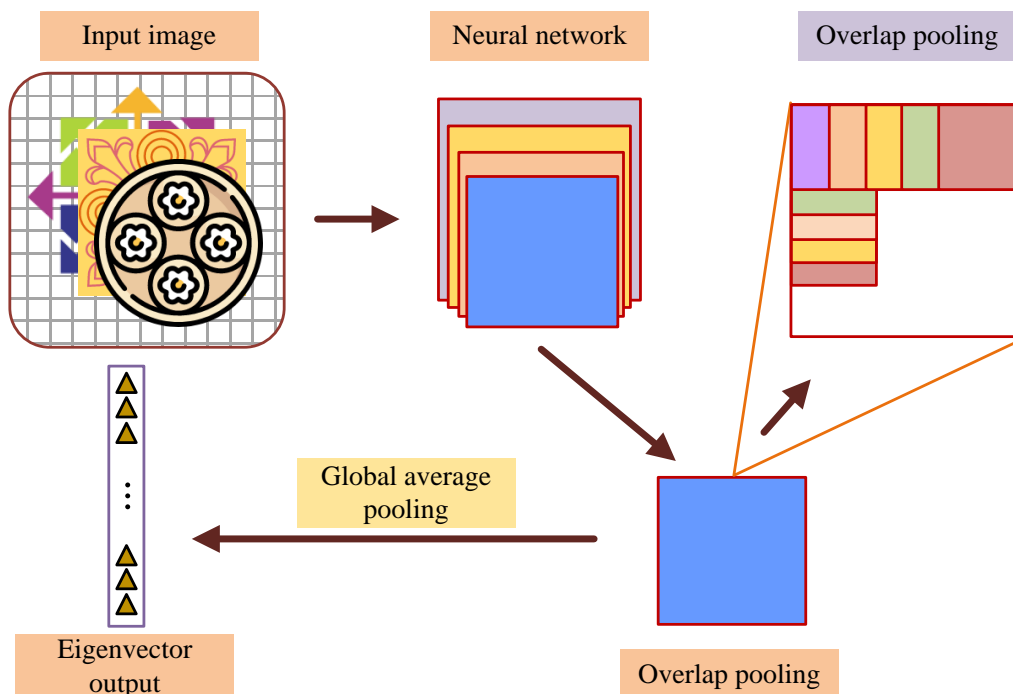 Input image
Neural network
Overlap pooling
Global average
pooling
Eigenvector
output
Overlap pooling